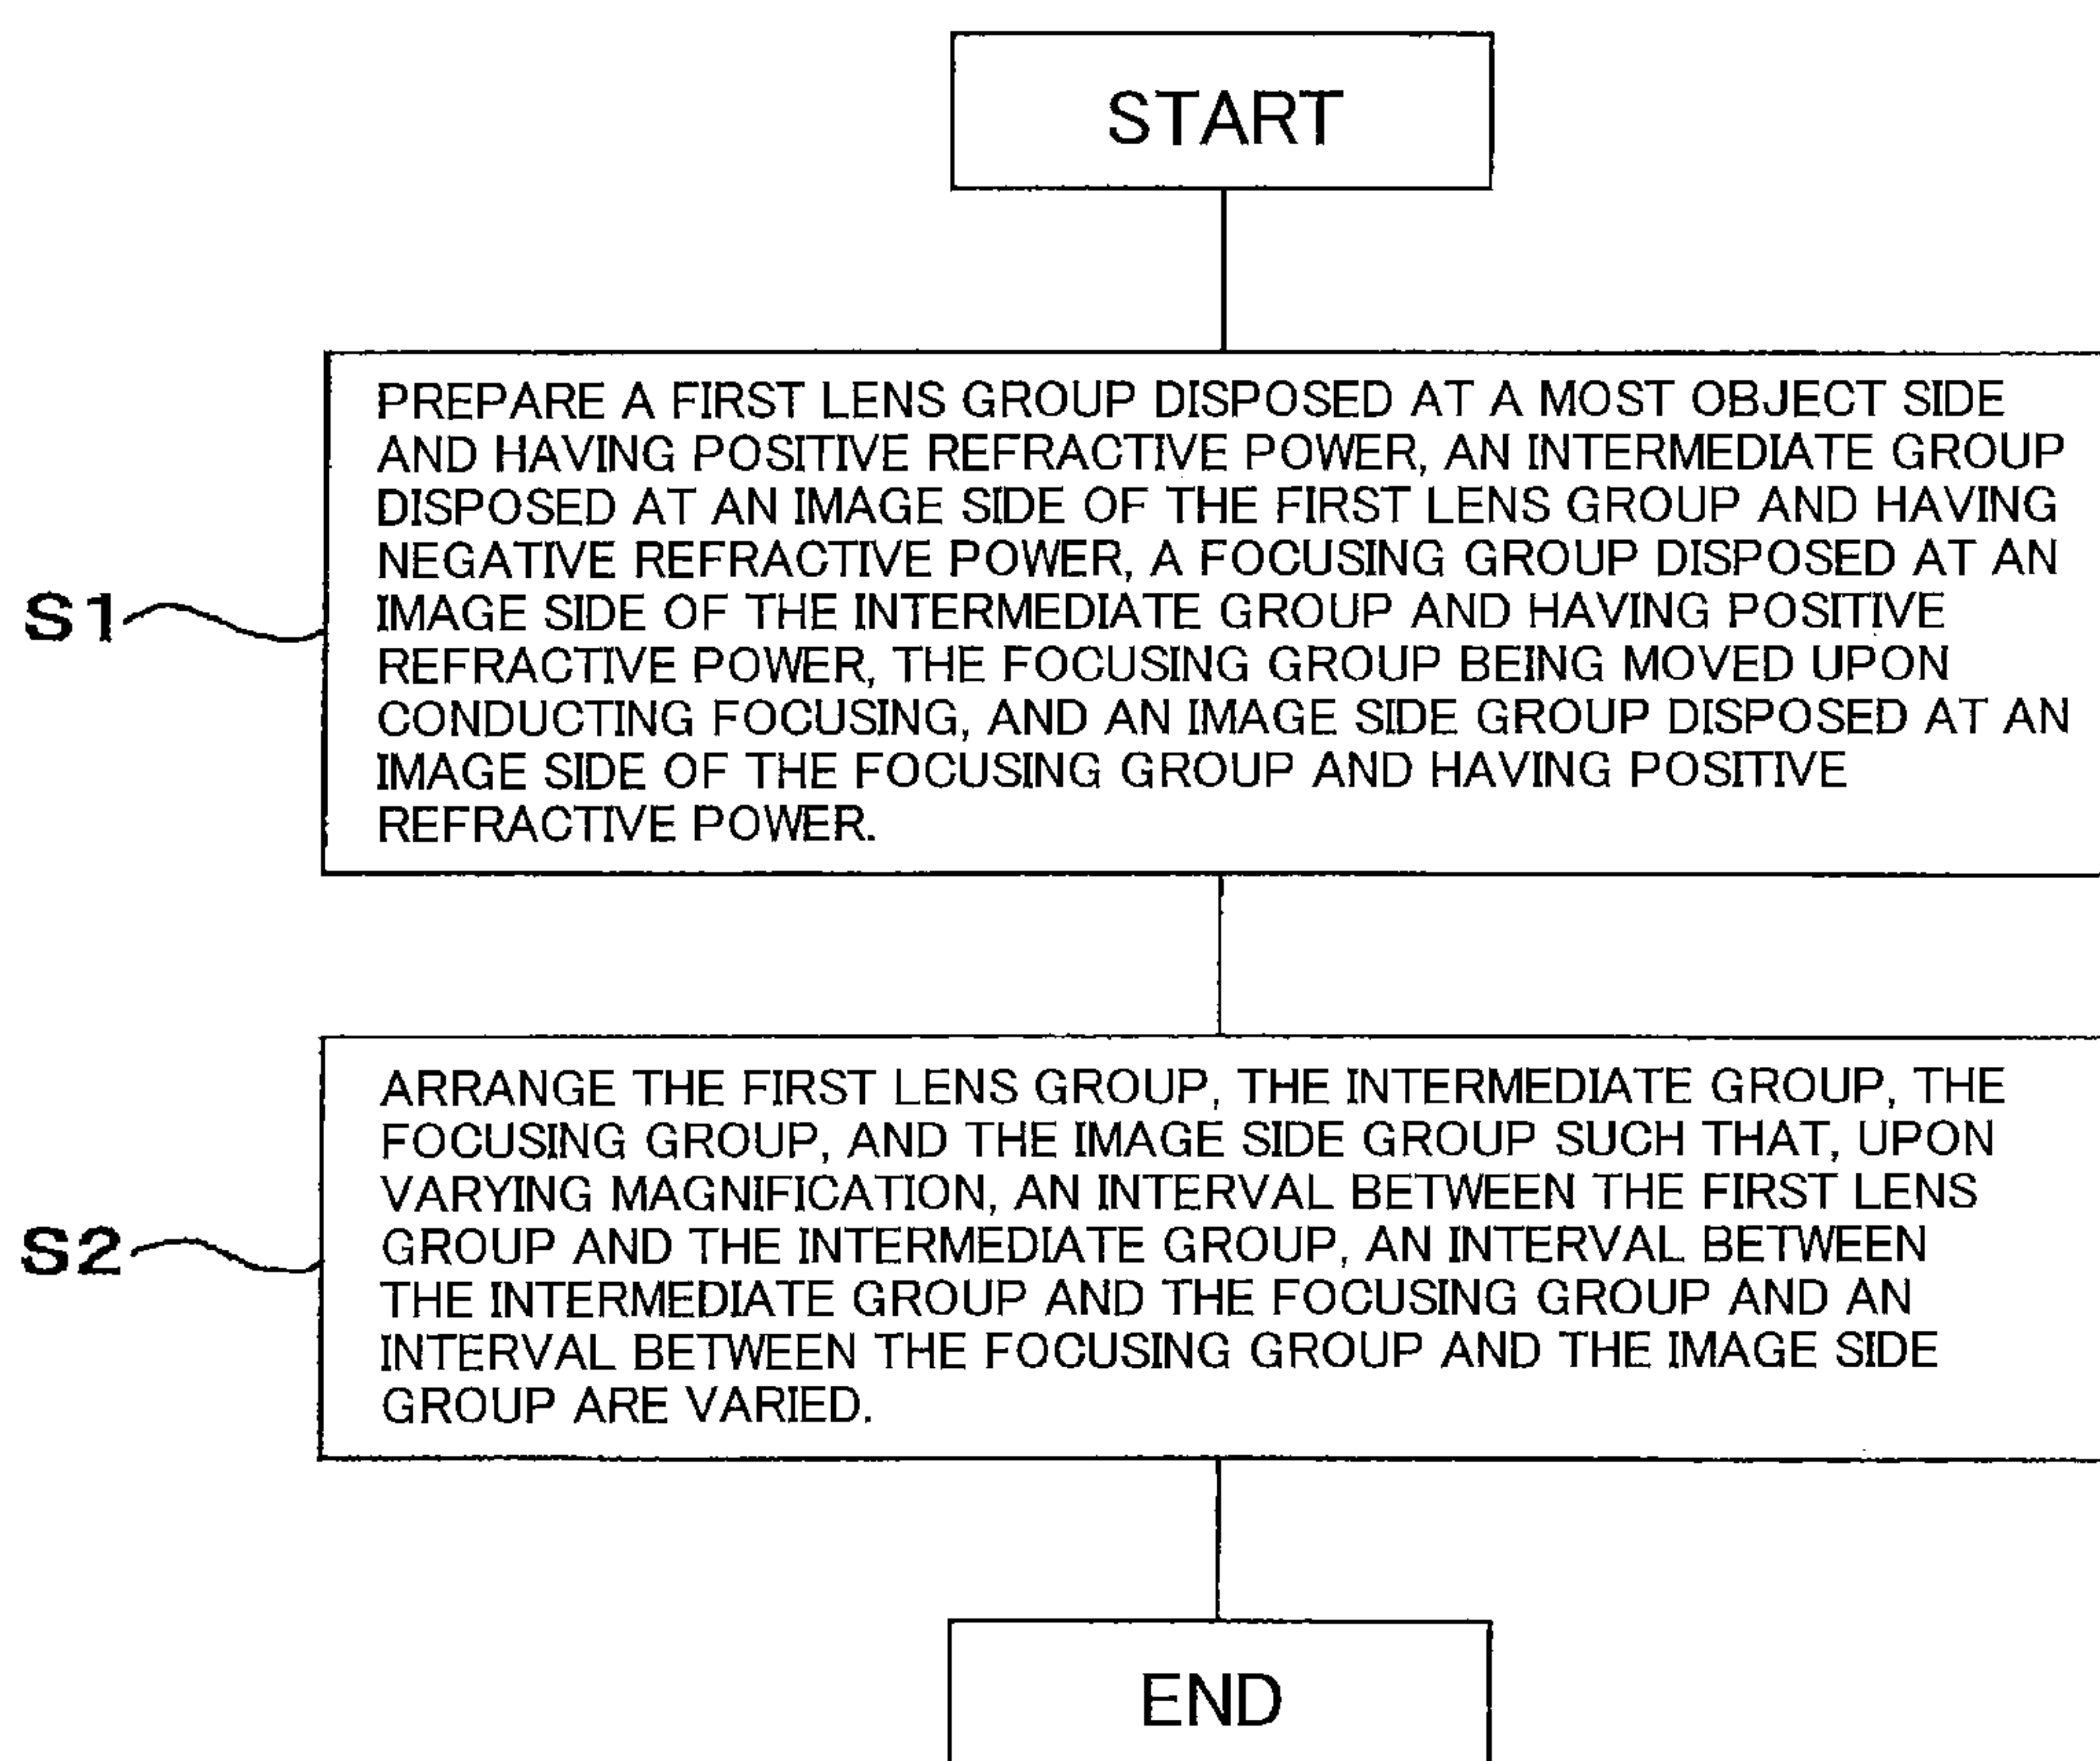 START
PREPARE A FIRST LENS GROUP DISPOSED AT A MOST OBJECT SIDE
AND HAVING POSITIVE REFRACTIVE POWER, AN INTERMEDIATE GROUP
DISPOSED AT AN IMAGE SIDE OF THE FIRST LENS GROUP AND HAVING
NEGATIVE REFRACTIVE POWER, A FOCUSING GROUP DISPOSED AT AN
IMAGE SIDE OF THE INTERMEDIATE GROUP AND HAVING POSITIVE
REFRACTIVE POWER, THE FOCUSING GROUP BEING MOVED UPON
CONDUCTING FOCUSING, AND AN IMAGE SIDE GROUP DISPOSED AT AN
IMAGE SIDE OF THE FOCUSING GROUP AND HAVING POSITIVE
REFRACTIVE POWER.
S1
ARRANGE THE FIRST LENS GROUP, THE INTERMEDIATE GROUP, THE
FOCUSING GROUP, AND THE IMAGE SIDE GROUP SUCH THAT, UPON
VARYING MAGNIFICATION, AN INTERVAL BETWEEN THE FIRST LENS
GROUP AND THE INTERMEDIATE GROUP, AN INTERVAL BETWEEN
THE INTERMEDIATE GROUP AND THE FOCUSING GROUP AND AN
INTERVAL BETWEEN THE FOCUSING GROUP AND THE IMAGE SIDE
GROUP ARE VARIED.
S2
END